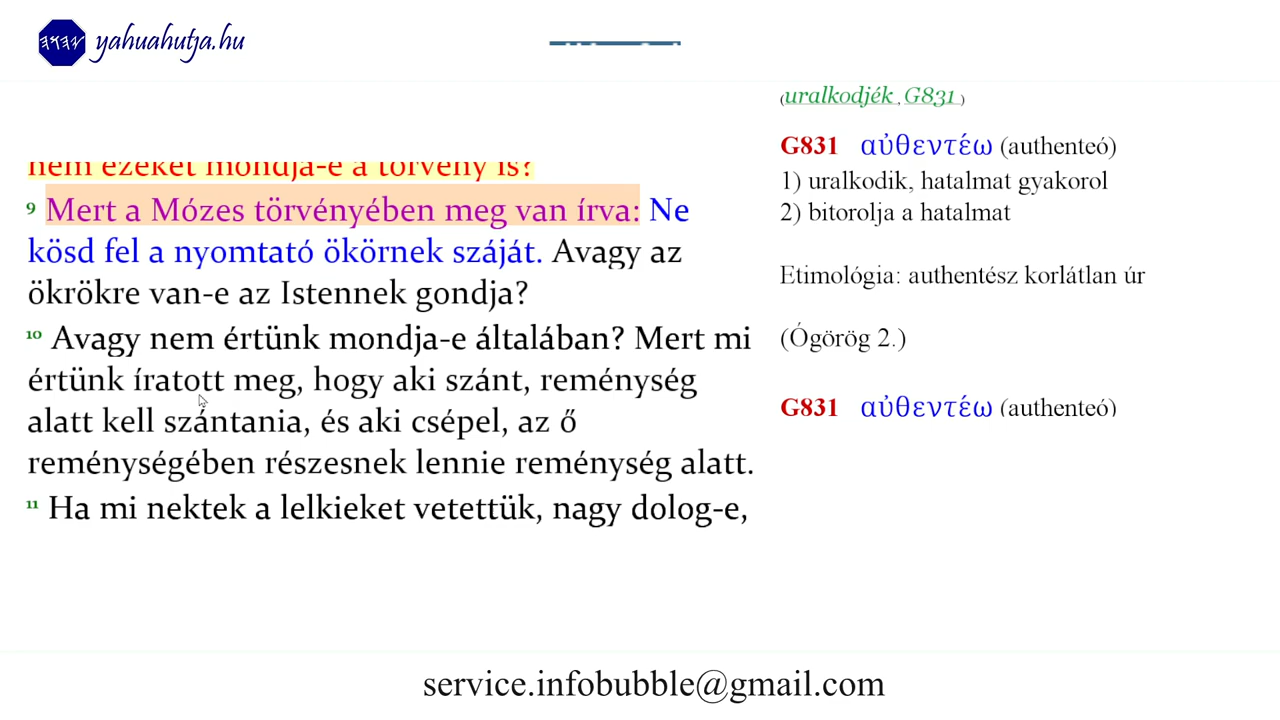 yahuahutja.hu
nem ezeket mondja-e a törvény is?
9 Mert a Mózes törvényében meg van írva: Ne
kösd fel a nyomtató ökörnek száját. Avagy az
ökrökre van-e az Istennek gondja?
10 Avagy nem értünk mondja-e általában? Mert mi
értünk íratott meg, hogy aki szánt, reménység
alatt kell szántania, és aki csépel, az ő
reménységében részesnek lennie reménység alatt.
11 Ha mi nektek a lelkieket vetettük, nagy dolog-e,
(uralkodjék , G831 )
G831 αὐθεντέω (authenteó)
1) uralkodik, hatalmat gyakorol
2) bitorolja a hatalmat
Etimológia: authentész korlátlan úr
(Ógörög 2.)
G831 αὐθεντέω (authenteó)
service.infobubble@gmail.com